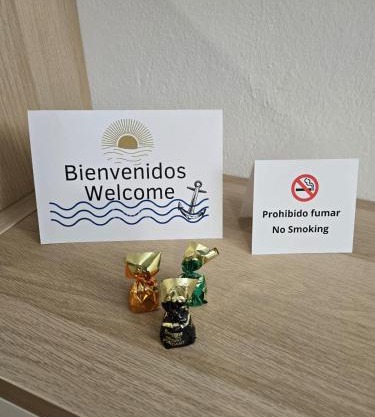 Bienvenidos
Welcome
Prohibido fumar
No Smoking